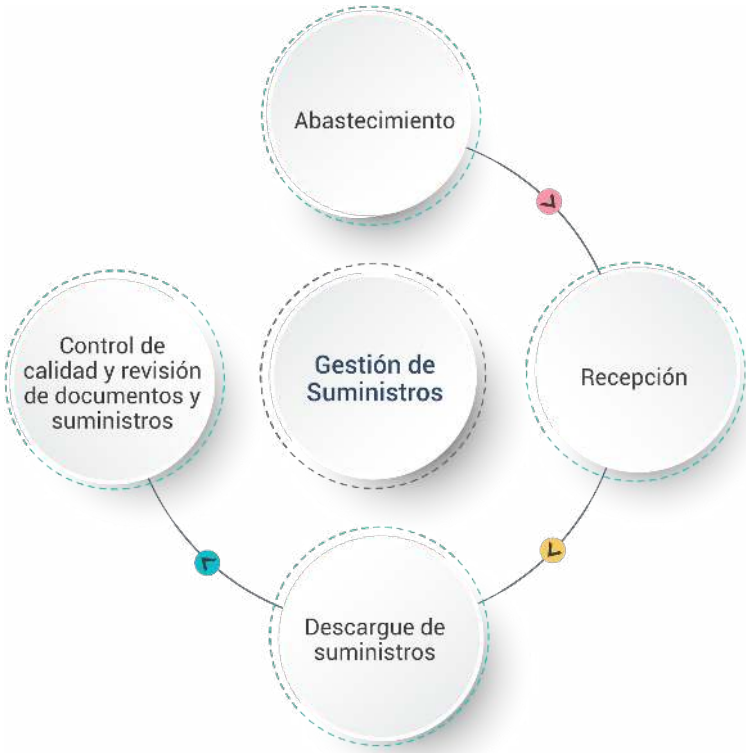 Abastecimiento
Recepción
Descargue de
suministros
Control de
calidad y revisión
de documentos y
suministros
Gestión de
Suministros